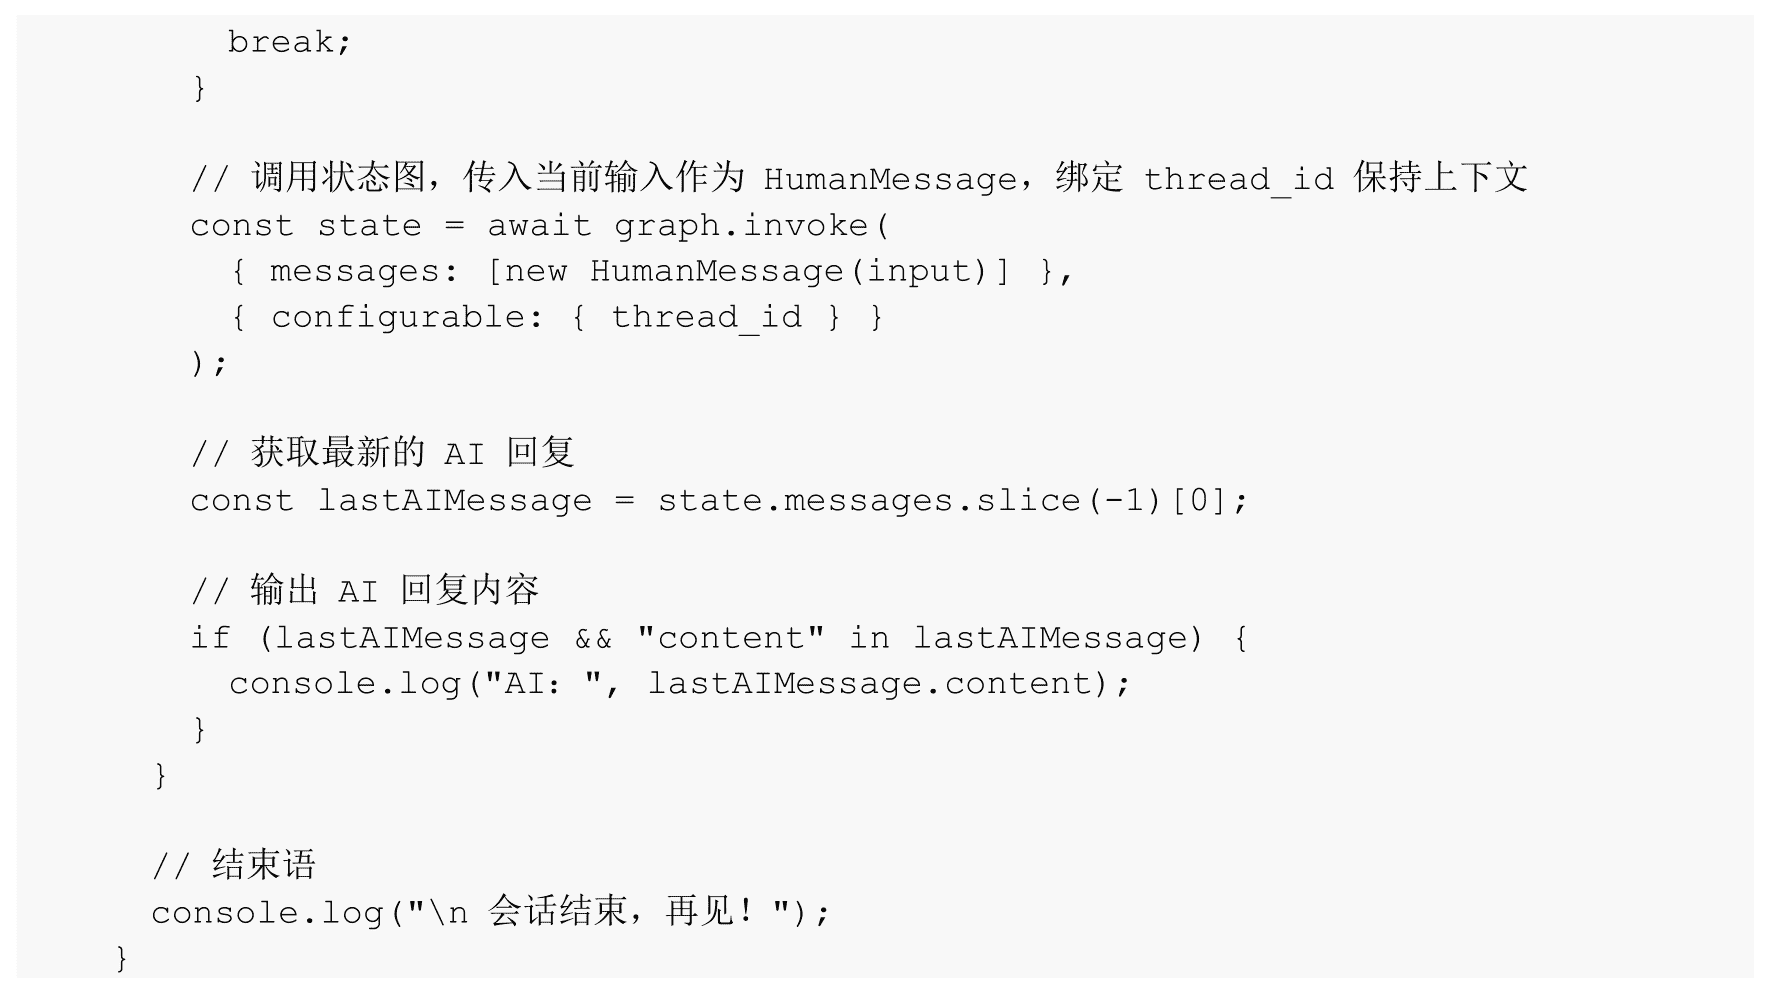 break;
}
// 调用状态图，传入当前输入作为 HumanMessage，绑定 thread_id 保持上下文
const state = await graph.invoke(
{ messages: [new HumanMessage(input)] },
{ configurable: { thread_id } }
);
// 获取最新的 AI 回复
const lastAIMessage = state.messages.slice(-1)[0];
// 输出 AI 回复内容
if (lastAIMessage && "content" in lastAIMessage) {
console.log("AI：", lastAIMessage.content);
}
}
// 结束语
console.log("\n 会话结束，再见！");
}